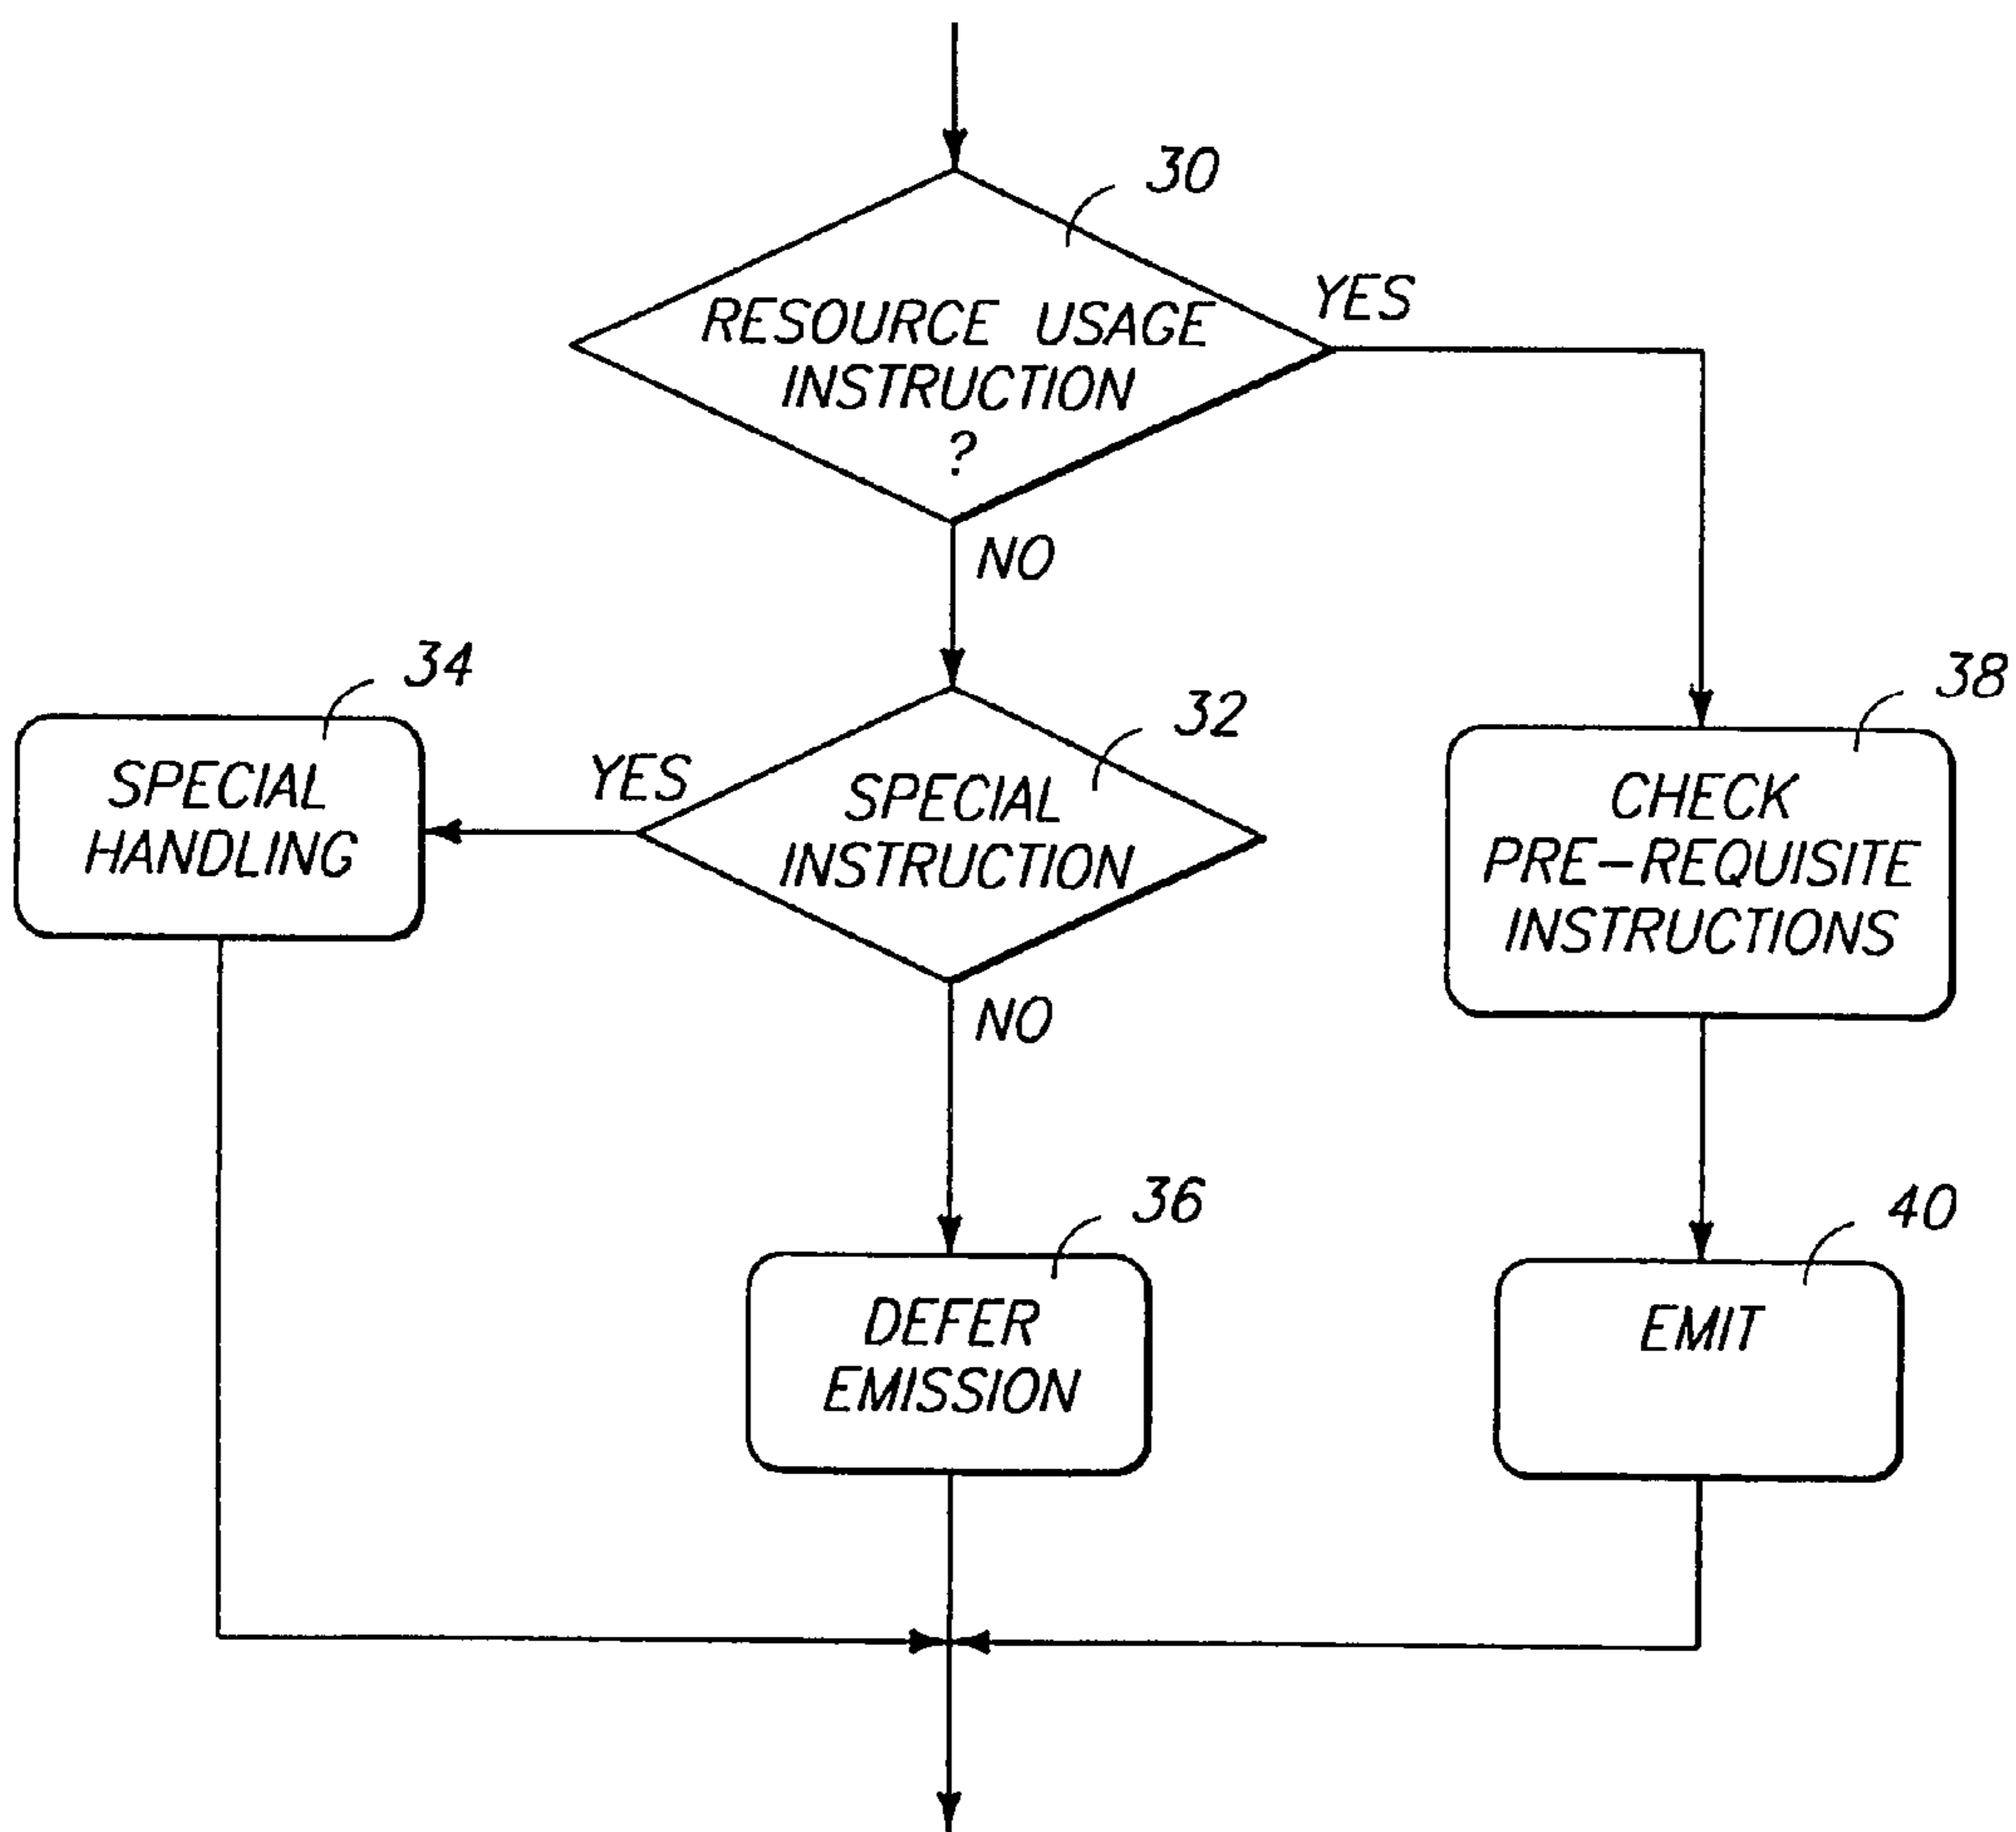 30
RESOURCE USAGE
INSTRUCTION
?
YES
NO
34
SPECIAL
HANDLING
YES
32
SPECIAL
INSTRUCTION
38
CHECK
PRE-REQUISITE
INSTRUCTIONS
NO
36
DEFER
EMISSION
40
EMIT